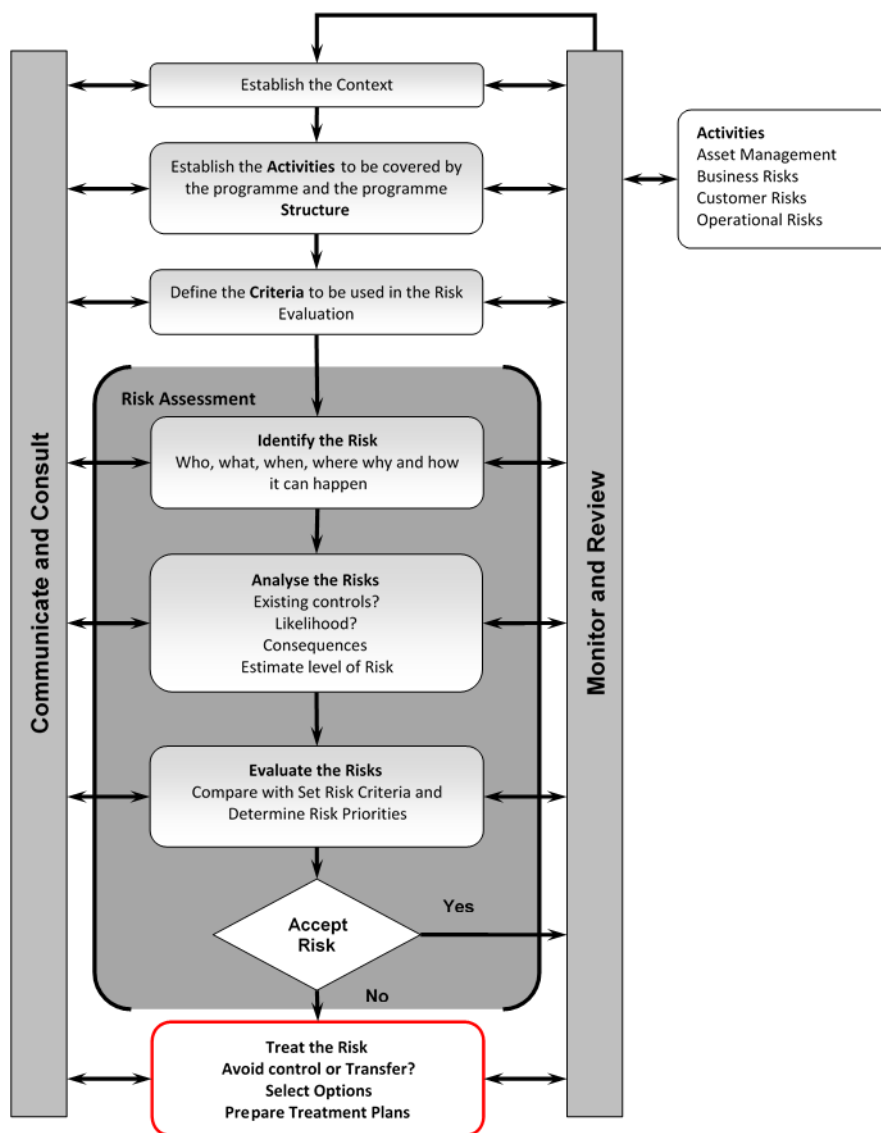 Establish the Context
Establish the Activities to be covered by
the programme and the programme
Structure
Define the Criteria to be used in the Risk
Evaluation
Risk Assessment
Identify the Risk
Who, what, when, where why and how
it can happen
Analyse the Risks
Existing controls?
Likelihood?
Consequences
Estimate level of Risk
Evaluate the Risks
Compare with Set Risk Criteria and
Determine Risk Priorities
Accept
Risk
Yes
No
Treat the Risk
Avoid control or Transfer?
Select Options
Prepare Treatment Plans
Communicate and Consult
Monitor and Review
Activities
Asset Management
Business Risks
Customer Risks
Operational Risks